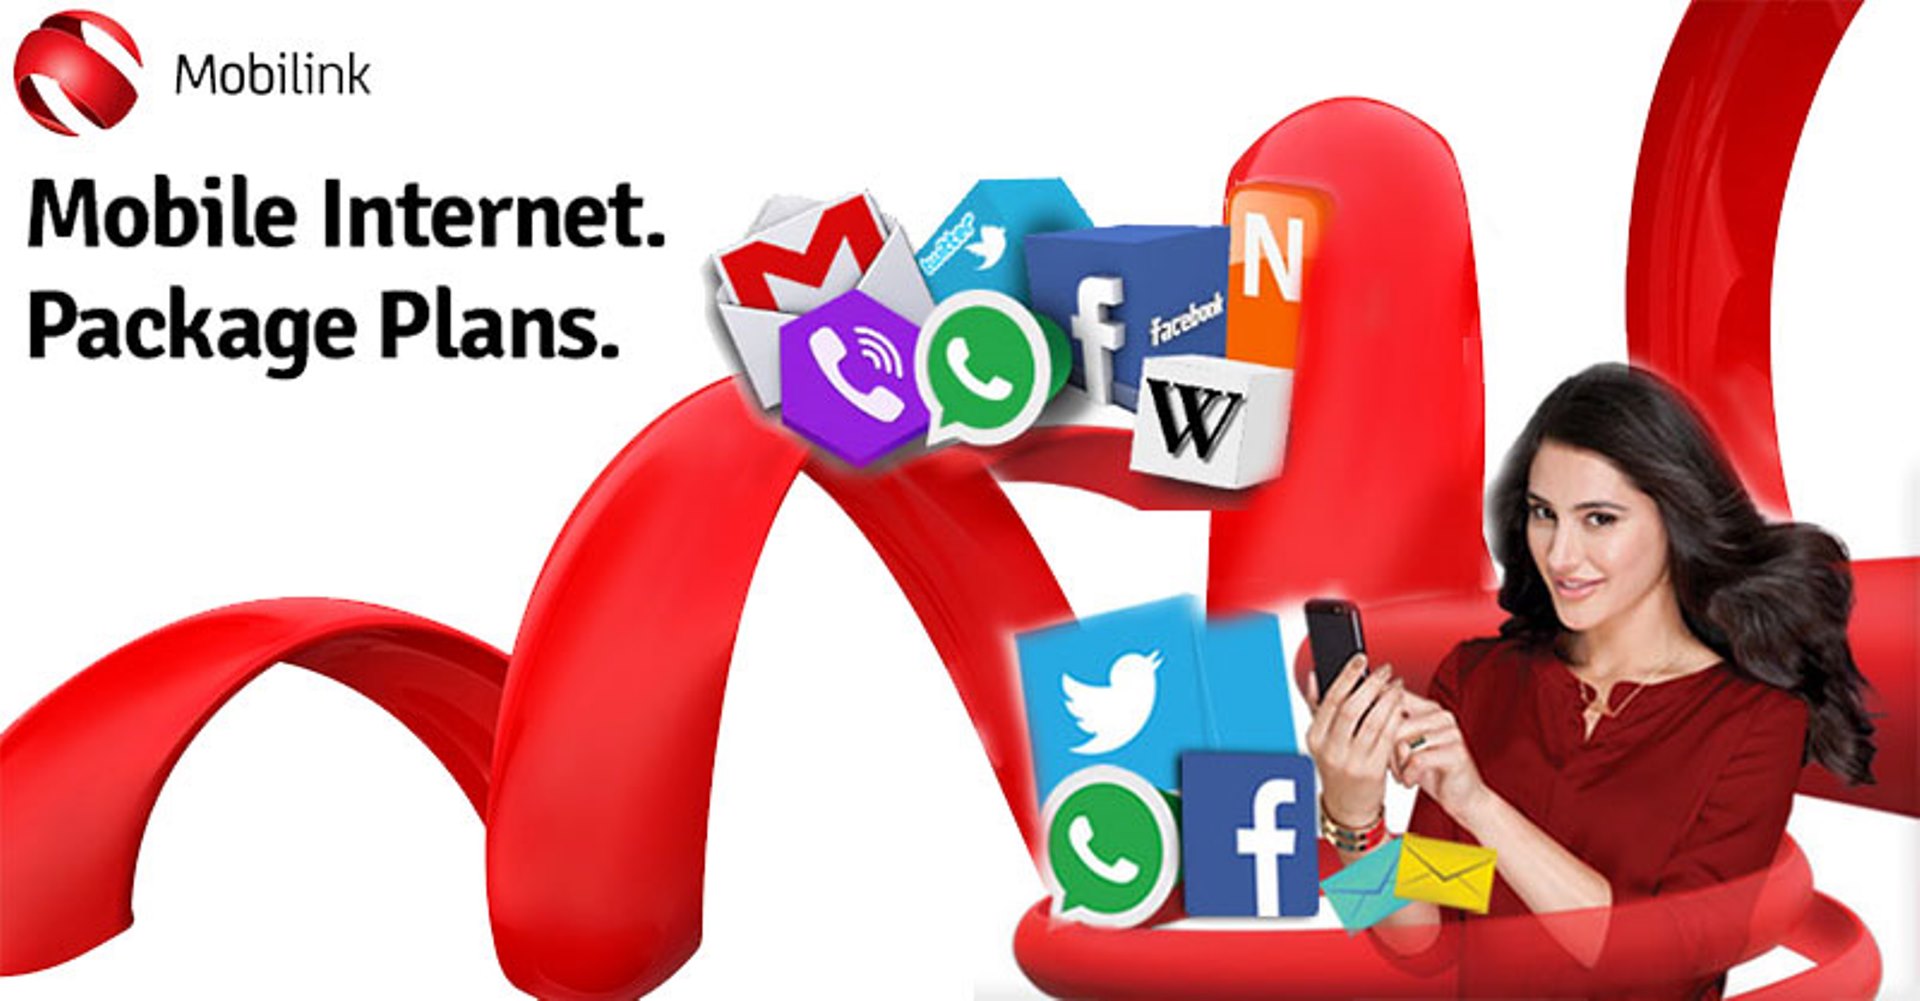 Mobilink
Mobile Internet.
Package Plans.
twitter
facebook
N
W
f
f